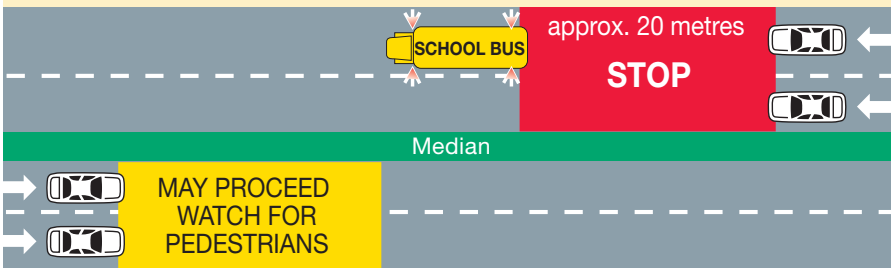 SCHOOL BUS
approx. 20 metres
STOP
Median
MAY PROCEED
WATCH FOR
PEDESTRIANS